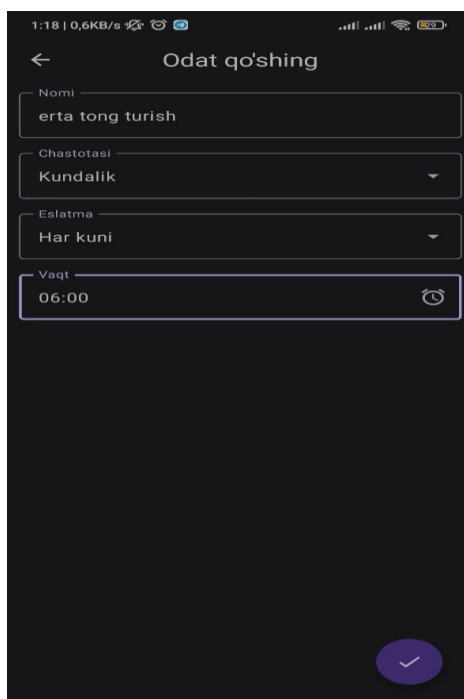 1:18 | 0,6KB/s
29
Odat qo'shing
Nomi
erta tong turish
Chastotasi
Kundalik
Eslatma
Har kuni
Vaqt
06:00